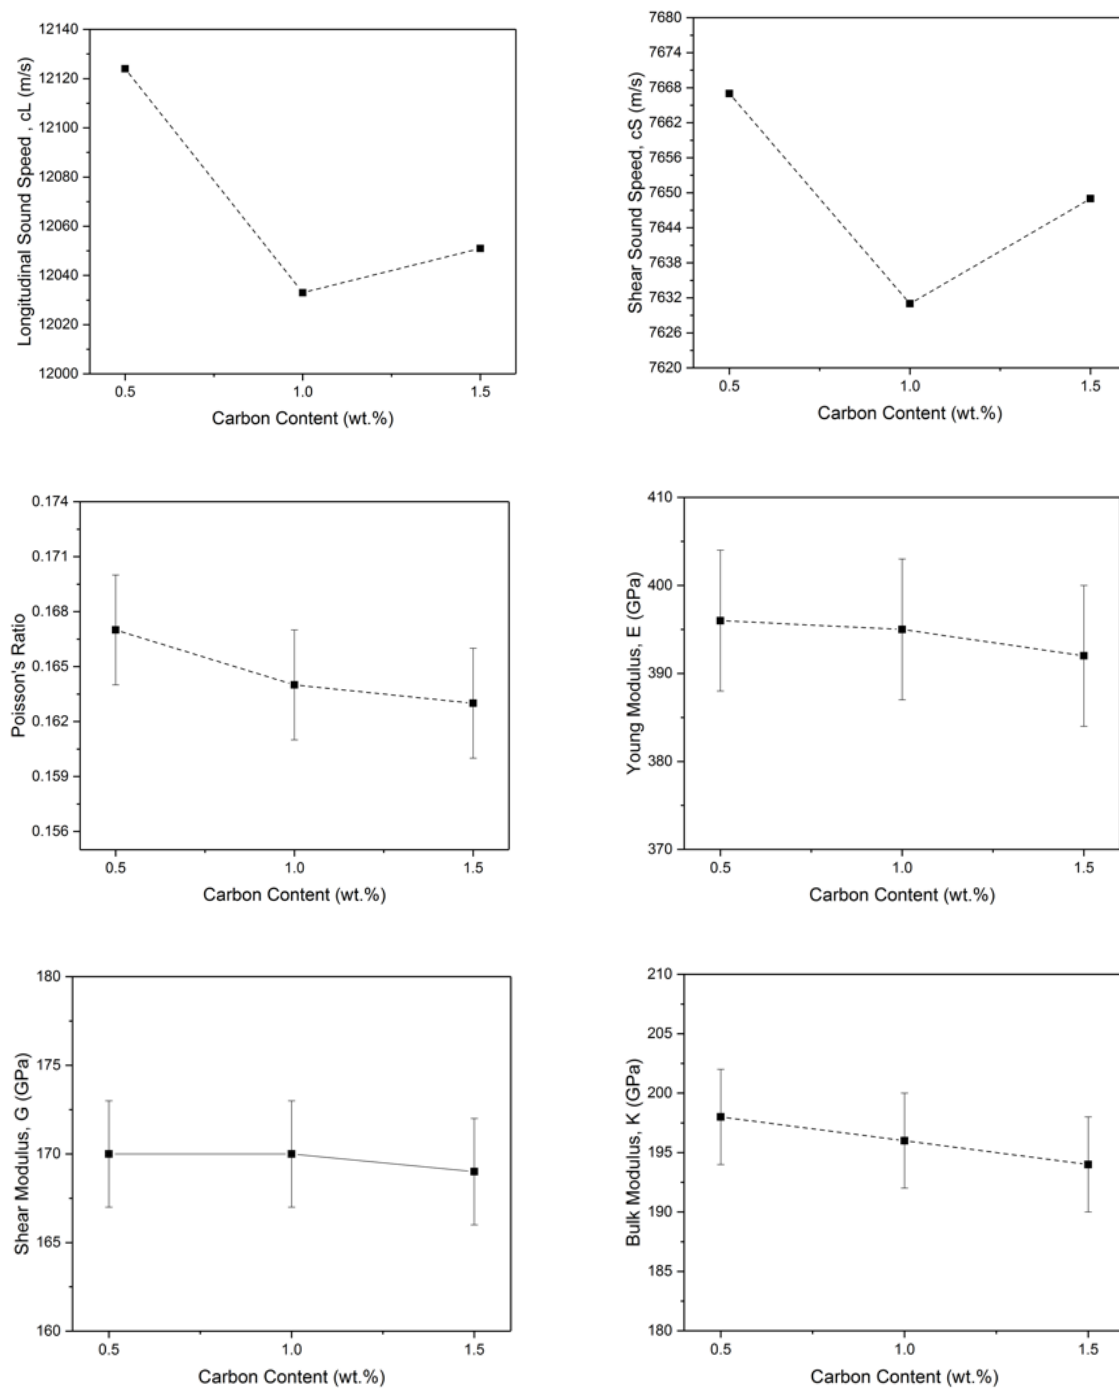 Longitudinal Sound Speed , cL (m/s)
12140
12120
12100
12080
12060
12040
12020
12000
0.5 1.0 1.5
Carbon Content (wt.%)
Shear Sound Speed, cS (m/s)
7680
7674
7668
7662
7656
7650
7644
7638
7632
7626
7620
0.5 1.0 1.5
Carbon Content (wt.%)
Poisson's Ratio
0.174
0.171
0.168
0.165
0.162
0.159
0.156
0.5 1.0 1.5
Carbon Content (wt.%)
Young Modulus, E (GPa)
410
400
390
380
370
0.5 1.0 1.5
Carbon Content (wt.%)
Shear Modulus, G (GPa)
180
175
170
165
160
0.5 1.0 1.5
Carbon Content (wt.%)
Bulk Modulus, K (GPa)
210
205
200
195
190
185
180
0.5 1.0 1.5
Carbon Content (wt.%)